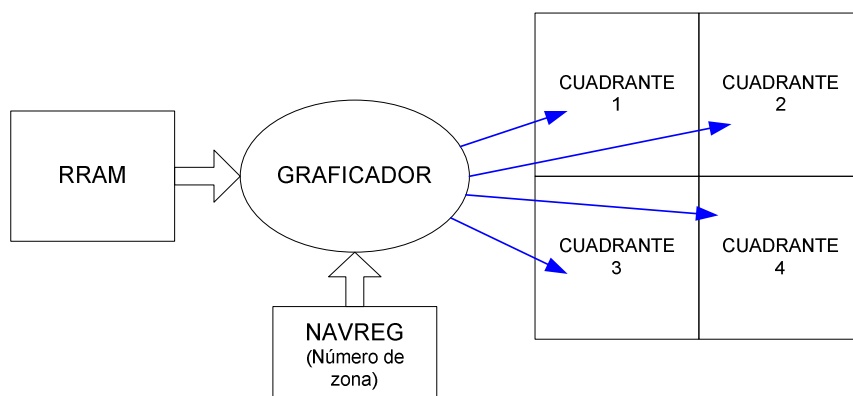 RRAM
GRAFICADOR
NAVREG
(Número de
zona)
CUADRANTE
1
CUADRANTE
2
CUADRANTE
3
CUADRANTE
4